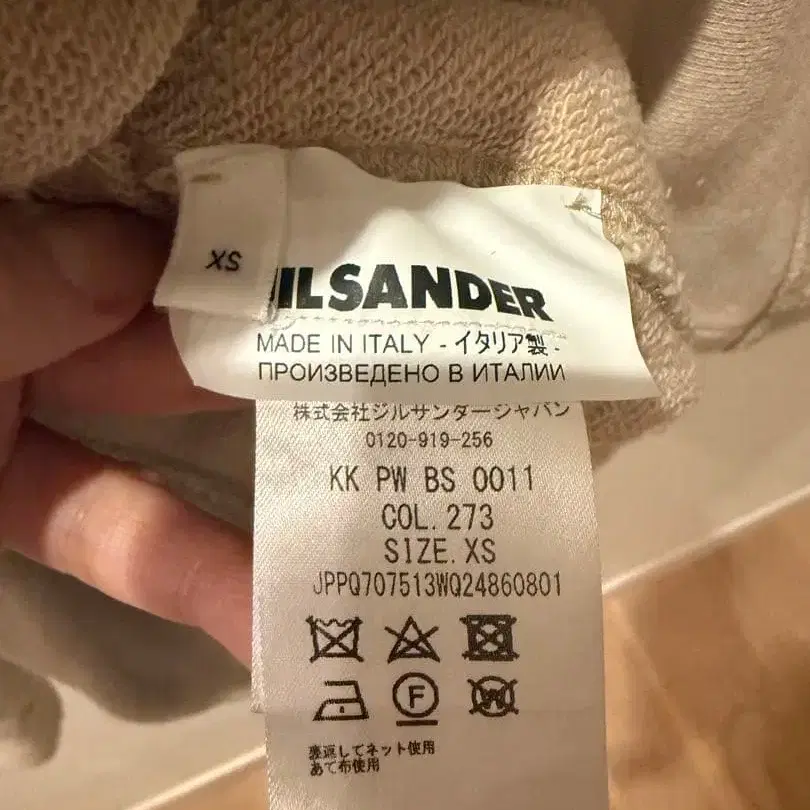 XS
JIL SANDER
MADE IN ITALY - イタリア製 -
ПРОИЗВЕДЕНО В ИТАЛИИ
株式会社ジルサンダージャパン
0120-919-256
KK PW BS 0011
COL. 273
SIZE. XS
JPPQ707513WQ24860801
F
W
裏返してネット使用
あて布使用